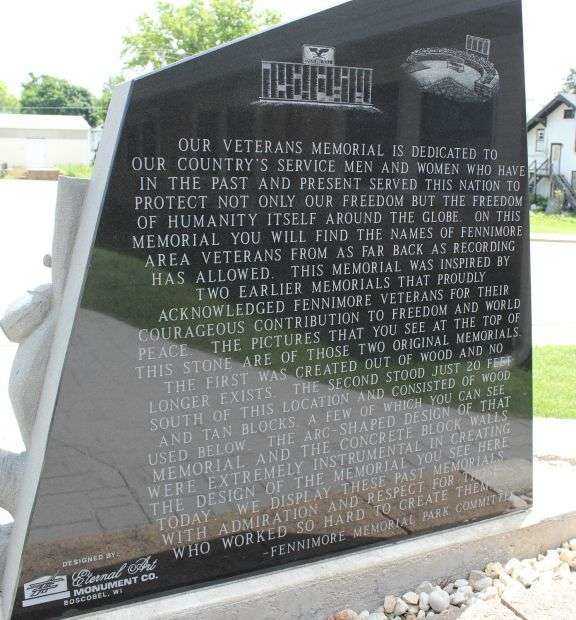 OUR VETERANS MEMORIAL IS DEDICATED TO
OUR COUNTRY'S SERVICE MEN AND WOMEN WHO HAVE
IN THE PAST AND PRESENT SERVED THIS NATION TO
PROTECT NOT ONLY OUR FREEDOM BUT THE FREEDOM
OF HUMANITY ITSELF AROUND THE GLOBE. ON THIS
MEMORIAL YOU WILL FIND THE NAMES OF FENNIMORE
AREA VETERANS FROM AS FAR BACK AS RECORDING
HAS ALLOWED. THIS MEMORIAL WAS INSPIRED BY
TWO EARLIER MEMORIALS THAT PROUDLY
ACKNOWLEDGED FENNIMORE VETERANS FOR THEIR
COURAGEOUS CONTRIBUTION TO FREEDOM AND WORLD
PEACE. THE PICTURES THAT YOU SEE AT THE TOP OF
THIS STONE ARE OF THOSE TWO ORIGINAL MEMORIALS.
THE FIRST WAS CREATED OUT OF WOOD AND NO
LONGER EXISTS. THE SECOND STOOD JUST 20 FEET
SOUTH OF THIS LOCATION AND CONSISTED OF WOOD
AND TAN BLOCKS, A FEW OF WHICH YOU CAN SEE
USED BELOW. THE ARC-SHAPED DESIGN OF THAT
MEMORIAL AND THE CONCRETE BLOCK WALLS
WERE EXTREMELY INSTRUMENTAL IN CREATING
THE DESIGN OF THE MEMORIAL YOU SEE HERE
TODAY. WE DISPLAY THESE PAST MEMORIALS
WITH ADMIRATION AND RESPECT FOR THOSE
WHO WORKED SO HARD TO CREATE THEM.
-FENNIMORE MEMORIAL PARK COMMITTEE
DESIGNED BY:
Eternal Art
MONUMENT CO.
BOSCOBEL, WI